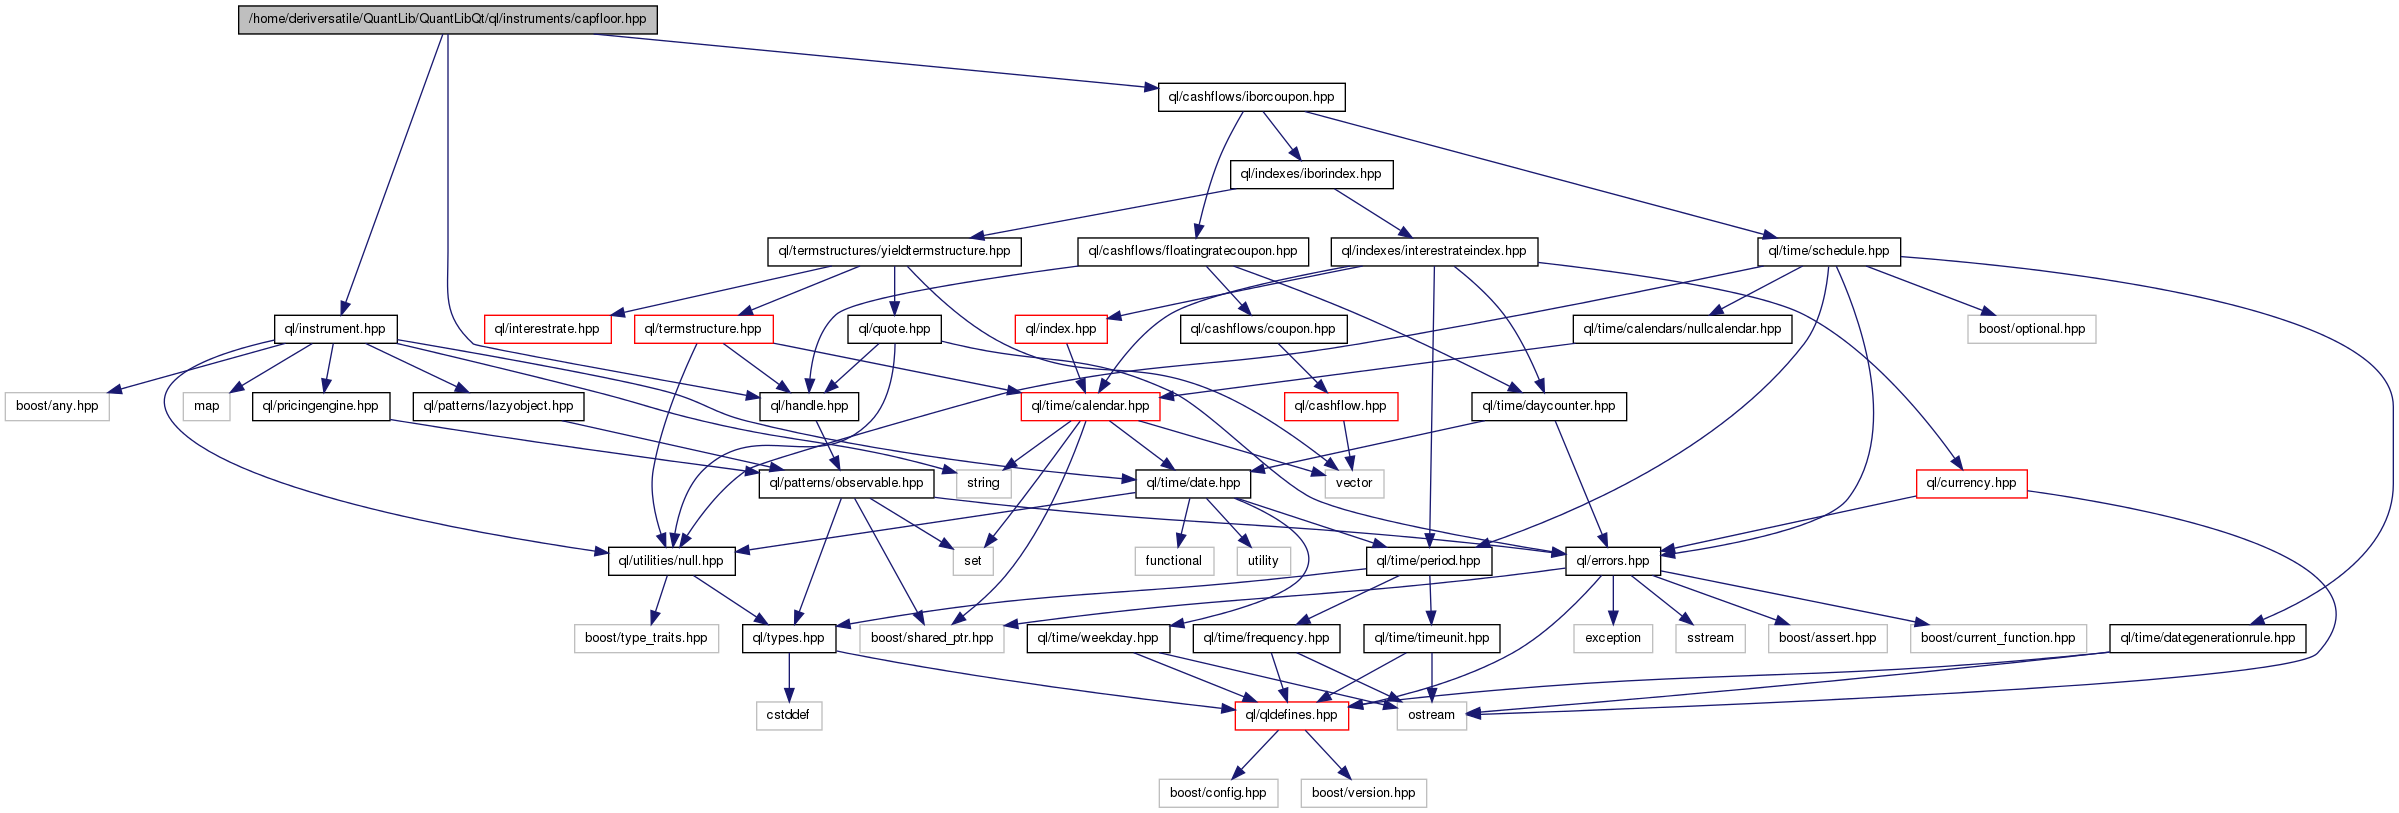 /home/deriversatile/QuantLib/QuantLibQt/ql/instruments/capfloor.hpp
ql/cashflows/iborcoupon.hpp
ql/indexes/iborindex.hpp
ql/termstructures/yieldtermstructure.hpp
ql/cashflows/floatingratecoupon.hpp
ql/indexes/interestrateindex.hpp
ql/time/schedule.hpp
ql/instrument.hpp
ql/interestrate.hpp
ql/termstructure.hpp
ql/quote.hpp
ql/index.hpp
ql/cashflows/coupon.hpp
ql/time/calendars/nullcalendar.hpp
boost/optional.hpp
boost/any.hpp
map
ql/pricingengine.hpp
ql/patterns/lazyobject.hpp
ql/handle.hpp
ql/time/calendar.hpp
ql/cashflow.hpp
ql/time/daycounter.hpp
ql/patterns/observable.hpp
string
ql/time/date.hpp
vector
ql/currency.hpp
ql/utilities/null.hpp
set
functional
utility
ql/time/period.hpp
ql/errors.hpp
boost/type_traits.hpp
ql/types.hpp
boost/shared_ptr.hpp
ql/time/weekday.hpp
ql/time/frequency.hpp
ql/time/timeunit.hpp
exception
sstream
boost/assert.hpp
boost/current_function.hpp
ql/time/dategenerationrule.hpp
cstddef
ql/qldefines.hpp
ostream
boost/config.hpp
boost/version.hpp